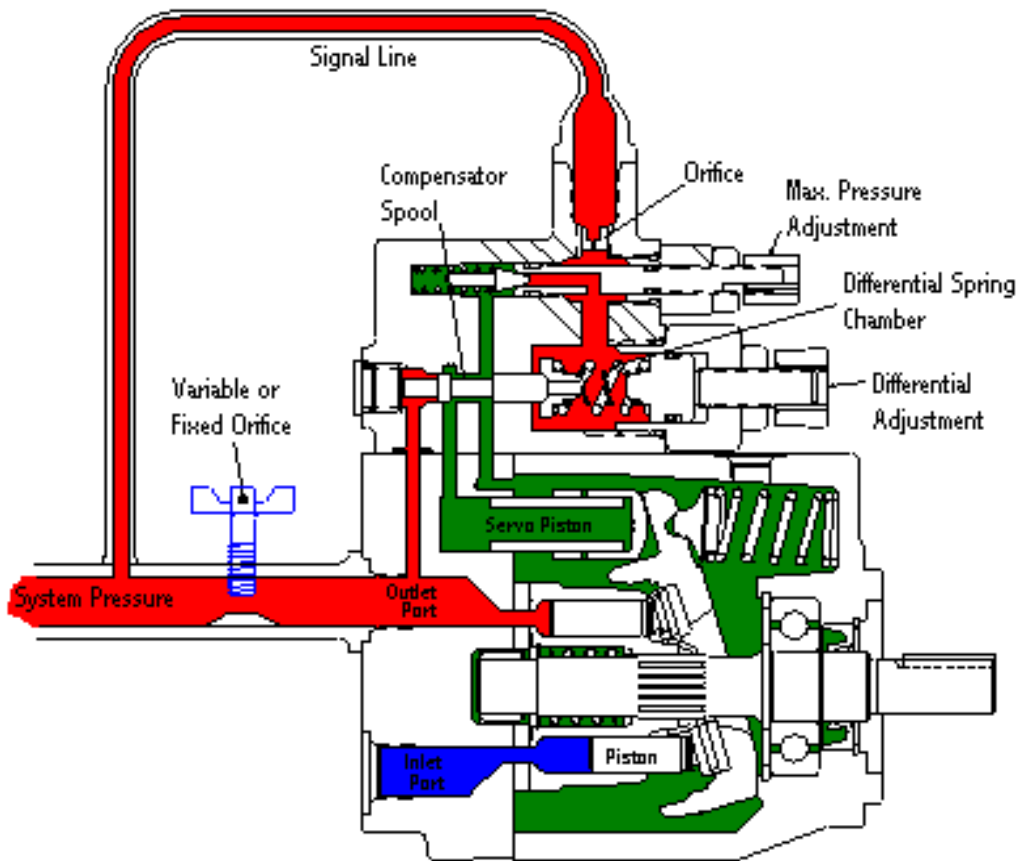 Signal Line
Compensator
Spool
Orifice
Max. Pressure
Adjustment
Differential Spring
Chamber
Variable or
Fixed Orifice
Differential
Adjustment
Servo Piston
System Pressure
Outlet
Port
Inlet
Port
Piston